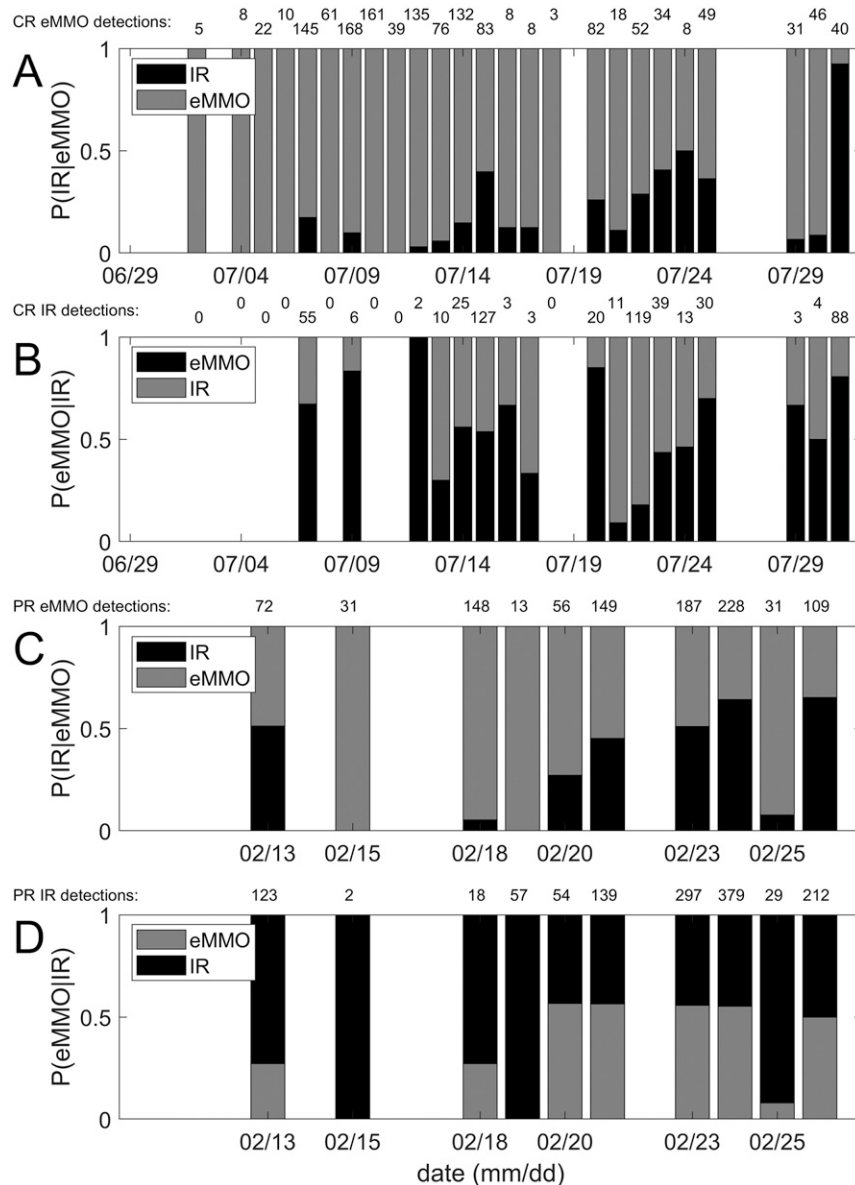 8 10 61 161 135 132 8 3 18 34 49 46
CR eMMO detections:
5 22 145 168 39 76 83 8 82 52 8 31 40
A
P(IR|eMMO)
1
0.5
0
IR
eMMO
06/29 07/04 07/09 07/14 07/19 07/24 07/29
0 0 0 0 2 25 3 0 11 39 30 4
CR IR detections:
0 0 55 6 0 10 127 3 20 119 13 3 88
B
P(eMMO|IR)
1
0.5
0
eMMO
IR
06/29 07/04 07/09 07/14 07/19 07/24 07/29
PR eMMO detections: 72 31 148 13 56 149 187 228 31 109
C
P(IR|eMMO)
1
0.5
0
IR
eMMO
02/13 02/15 02/18 02/20 02/23 02/25
PR IR detections: 123 2 18 57 54 139 297 379 29 212
D
P(eMMO|IR)
1
0.5
0
eMMO
IR
02/13 02/15 02/18 02/20 02/23 02/25
date (mm/dd)